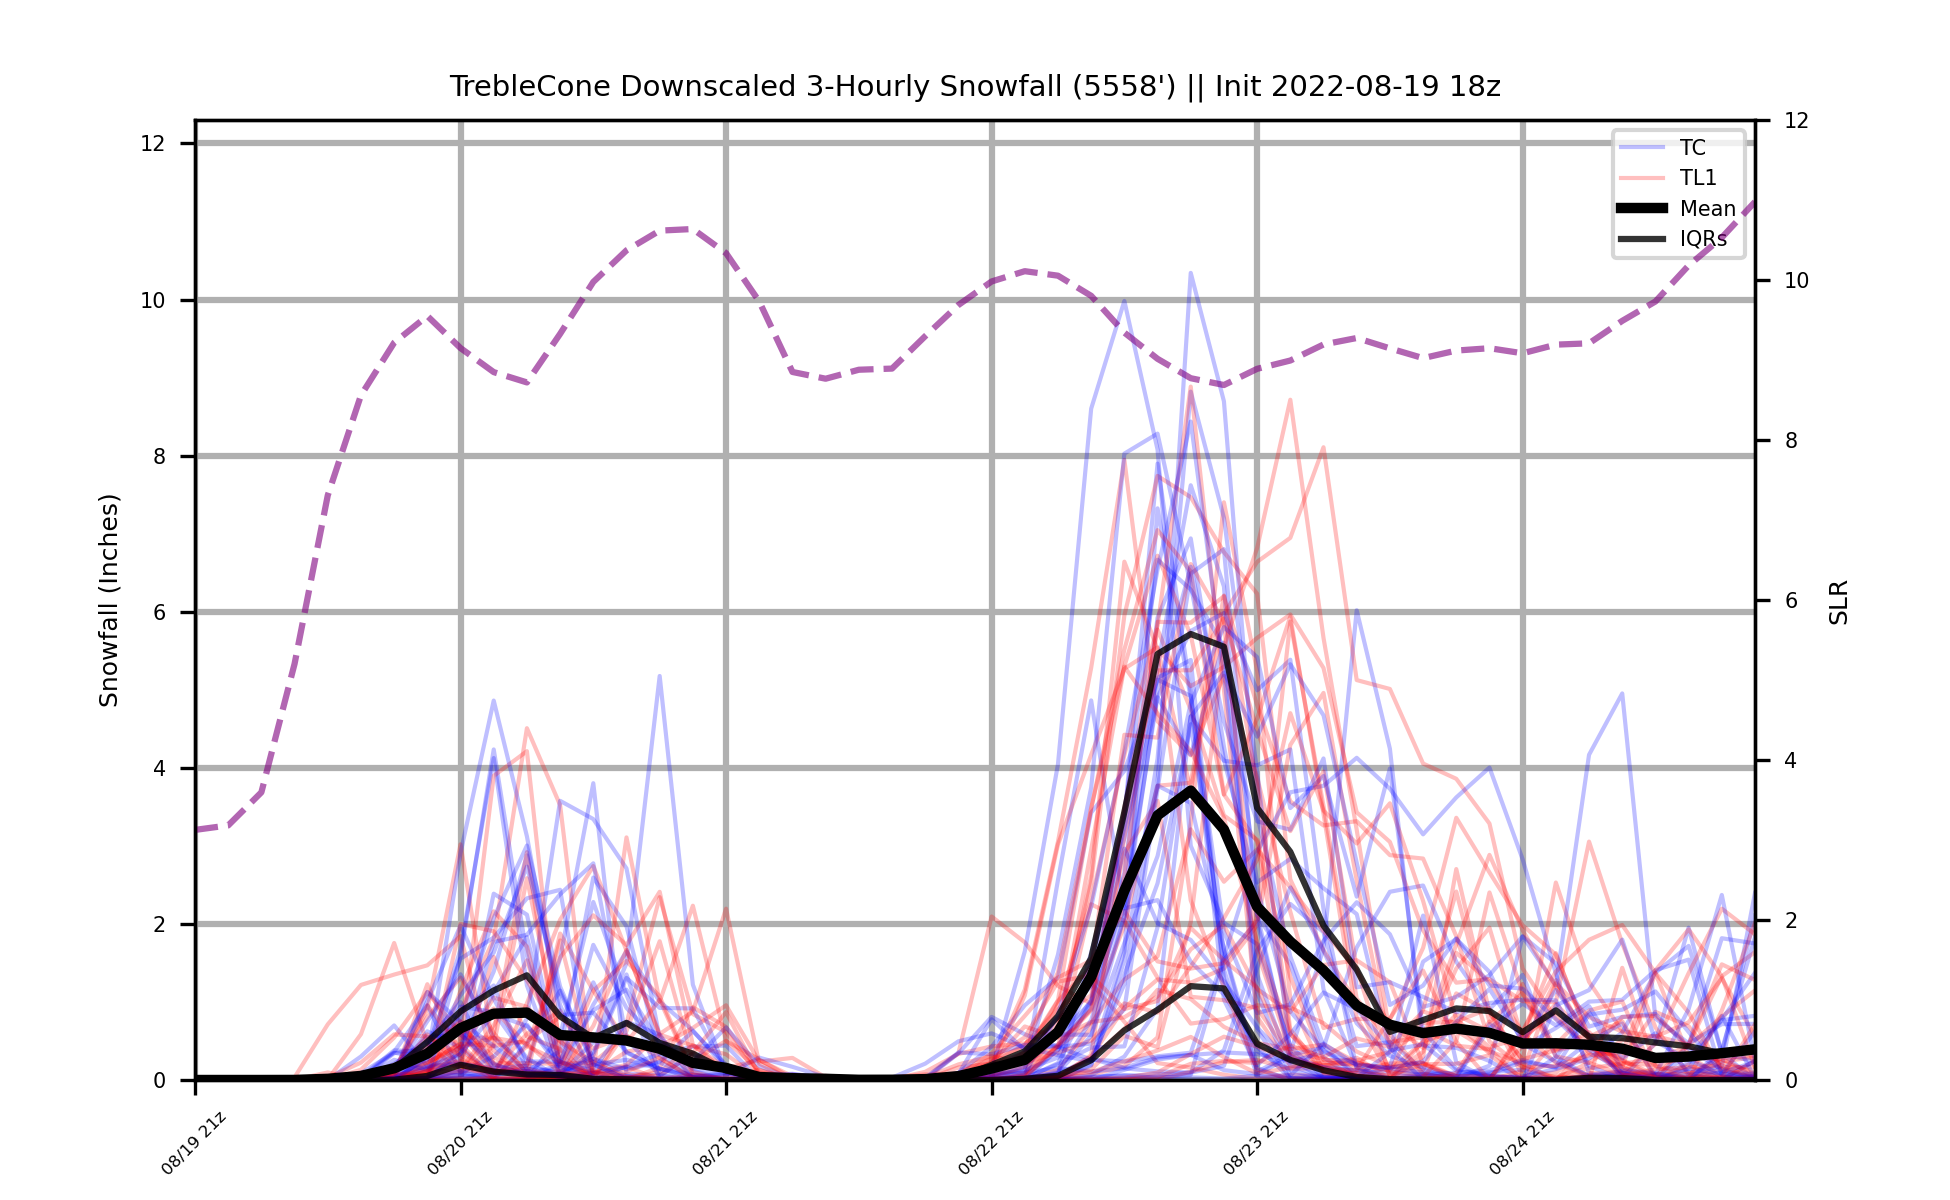 TrebleCone Downscaled 3-Hourly Snowfall (5558') || Init 2022-08-19 18z
TC
TL1
Mean
IQRs
Snowfall (Inches)
12
10
8
6
4
2
0
SLR
12
10
8
6
4
2
0
08/19 21z
08/20 21z
08/21 21z
08/22 21z
08/23 21z
08/24 21z